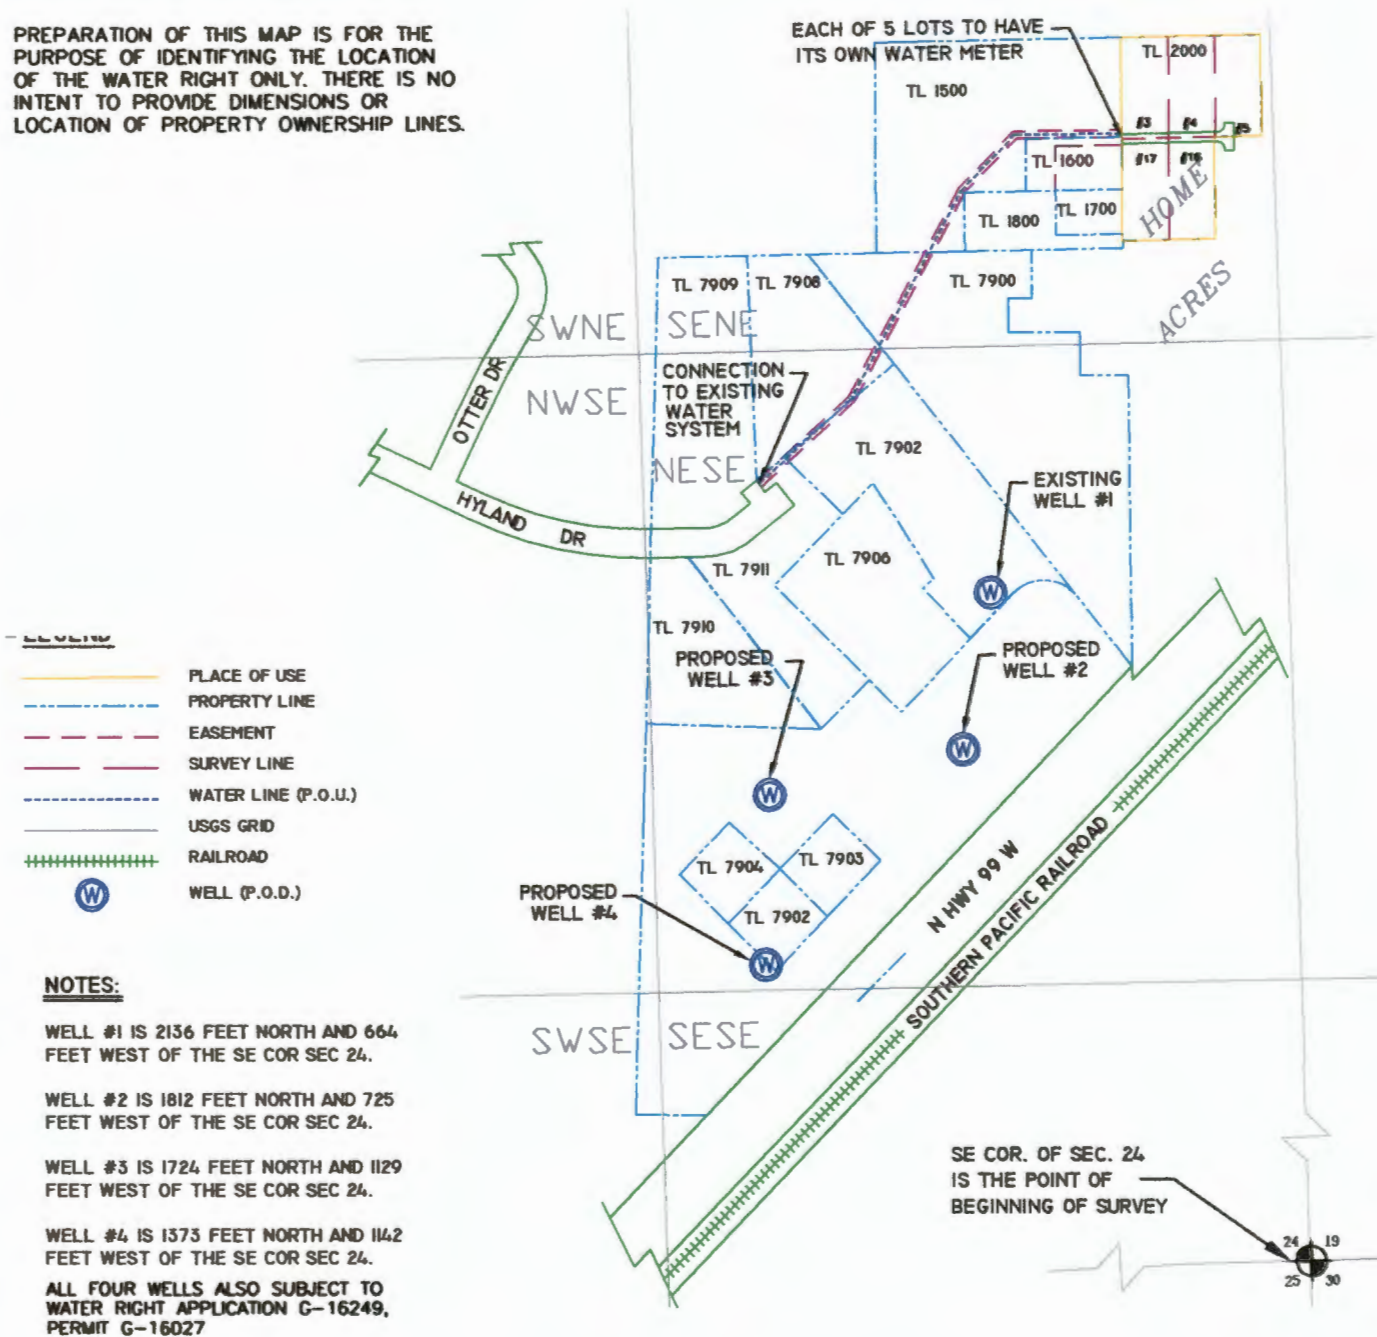 PREPARATION OF THIS MAP IS FOR THE
PURPOSE OF IDENTIFYING THE LOCATION
OF THE WATER RIGHT ONLY. THERE IS NO
INTENT TO PROVIDE DIMENSIONS OR
LOCATION OF PROPERTY OWNERSHIP LINES.
EACH OF 5 LOTS TO HAVE
ITS OWN WATER METER
TL 2000
TL 1500
#3
#4
#5
TL 1600
#17
#16
HOME
ACRES
TL 1800
TL 1700
TL 7909
TL 7908
TL 7900
SWNE
SENE
OTTER DR
NWSE
CONNECTION
TO EXISTING
WATER
SYSTEM
NESE
TL 7902
EXISTING
WELL #1
HYLAND DR
TL 7911
TL 7906
W
TL 7910
PROPOSED
WELL #3
PROPOSED
WELL #2
W
W
LEGEND
PLACE OF USE
PROPERTY LINE
EASEMENT
SURVEY LINE
WATER LINE (P.O.U.)
USGS GRID
RAILROAD
W WELL (P.O.D.)
TL 7904
TL 7903
TL 7902
PROPOSED
WELL #4
W
N HWY 99 W
SOUTHERN PACIFIC RAILROAD
SWSE
SESE
NOTES:
WELL #1 IS 2136 FEET NORTH AND 664
FEET WEST OF THE SE COR SEC 24.
WELL #2 IS 1812 FEET NORTH AND 725
FEET WEST OF THE SE COR SEC 24.
WELL #3 IS 1724 FEET NORTH AND 1129
FEET WEST OF THE SE COR SEC 24.
WELL #4 IS 1373 FEET NORTH AND 1142
FEET WEST OF THE SE COR SEC 24.
ALL FOUR WELLS ALSO SUBJECT TO
WATER RIGHT APPLICATION G-16249,
PERMIT G-16027
SE COR. OF SEC. 24
IS THE POINT OF
BEGINNING OF SURVEY
24 19
25 30